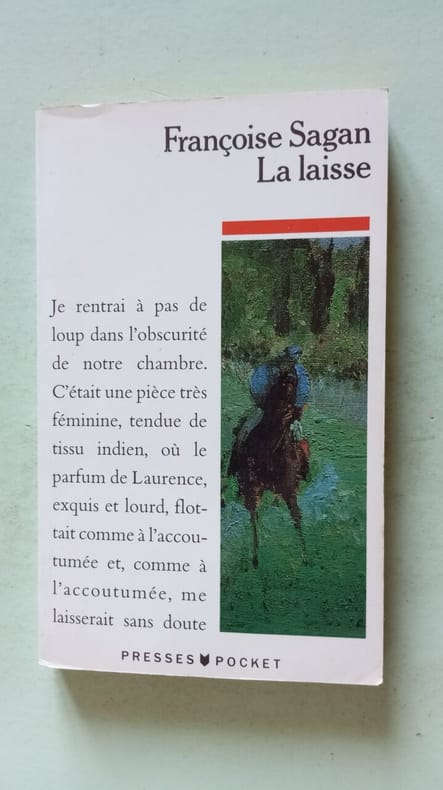 Françoise Sagan
La laisse
Je rentrai à pas de
loup dans l'obscurité
de notre chambre.
C'était une pièce très
féminine, tendue de
tissu indien, où le
parfum de Laurence,
exquis et lourd, flot-
tait comme à l'accou-
tumée et, comme à
l'accoutumée, me
laisserait sans doute
PRESSES POCKET